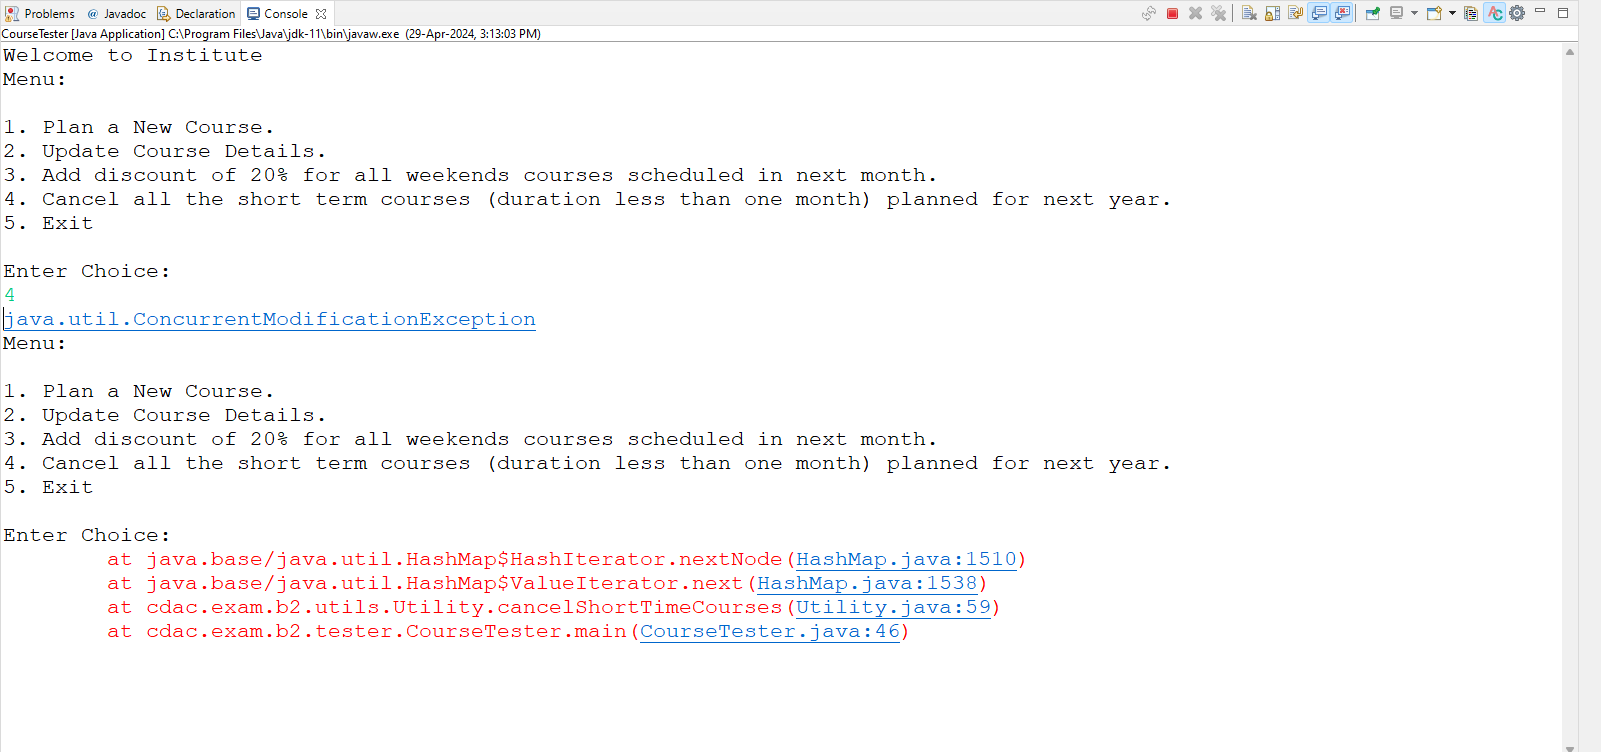 Problems @ Javadoc Declaration Console
CourseTester [Java Application] C:\Program Files\Java\jdk-11\bin\javaw.exe (29-Apr-2024, 3:13:03 PM)
Welcome to Institute
Menu:
1. Plan a New Course.
2. Update Course Details.
3. Add discount of 20% for all weekends courses scheduled in next month.
4. Cancel all the short term courses (duration less than one month) planned for next year.
5. Exit
Enter Choice:
4
java.util.ConcurrentModificationException
Menu:
1. Plan a New Course.
2. Update Course Details.
3. Add discount of 20% for all weekends courses scheduled in next month.
4. Cancel all the short term courses (duration less than one month) planned for next year.
5. Exit
Enter Choice:
at java.base/java.util.HashMap$HashIterator.nextNode(HashMap.java:1510)
at java.base/java.util.HashMap$ValueIterator.next(HashMap.java:1538)
at cdac.exam.b2.utils.Utility.cancelShortTimeCourses(Utility.java:59)
at cdac.exam.b2.tester.CourseTester.main(CourseTester.java:46)